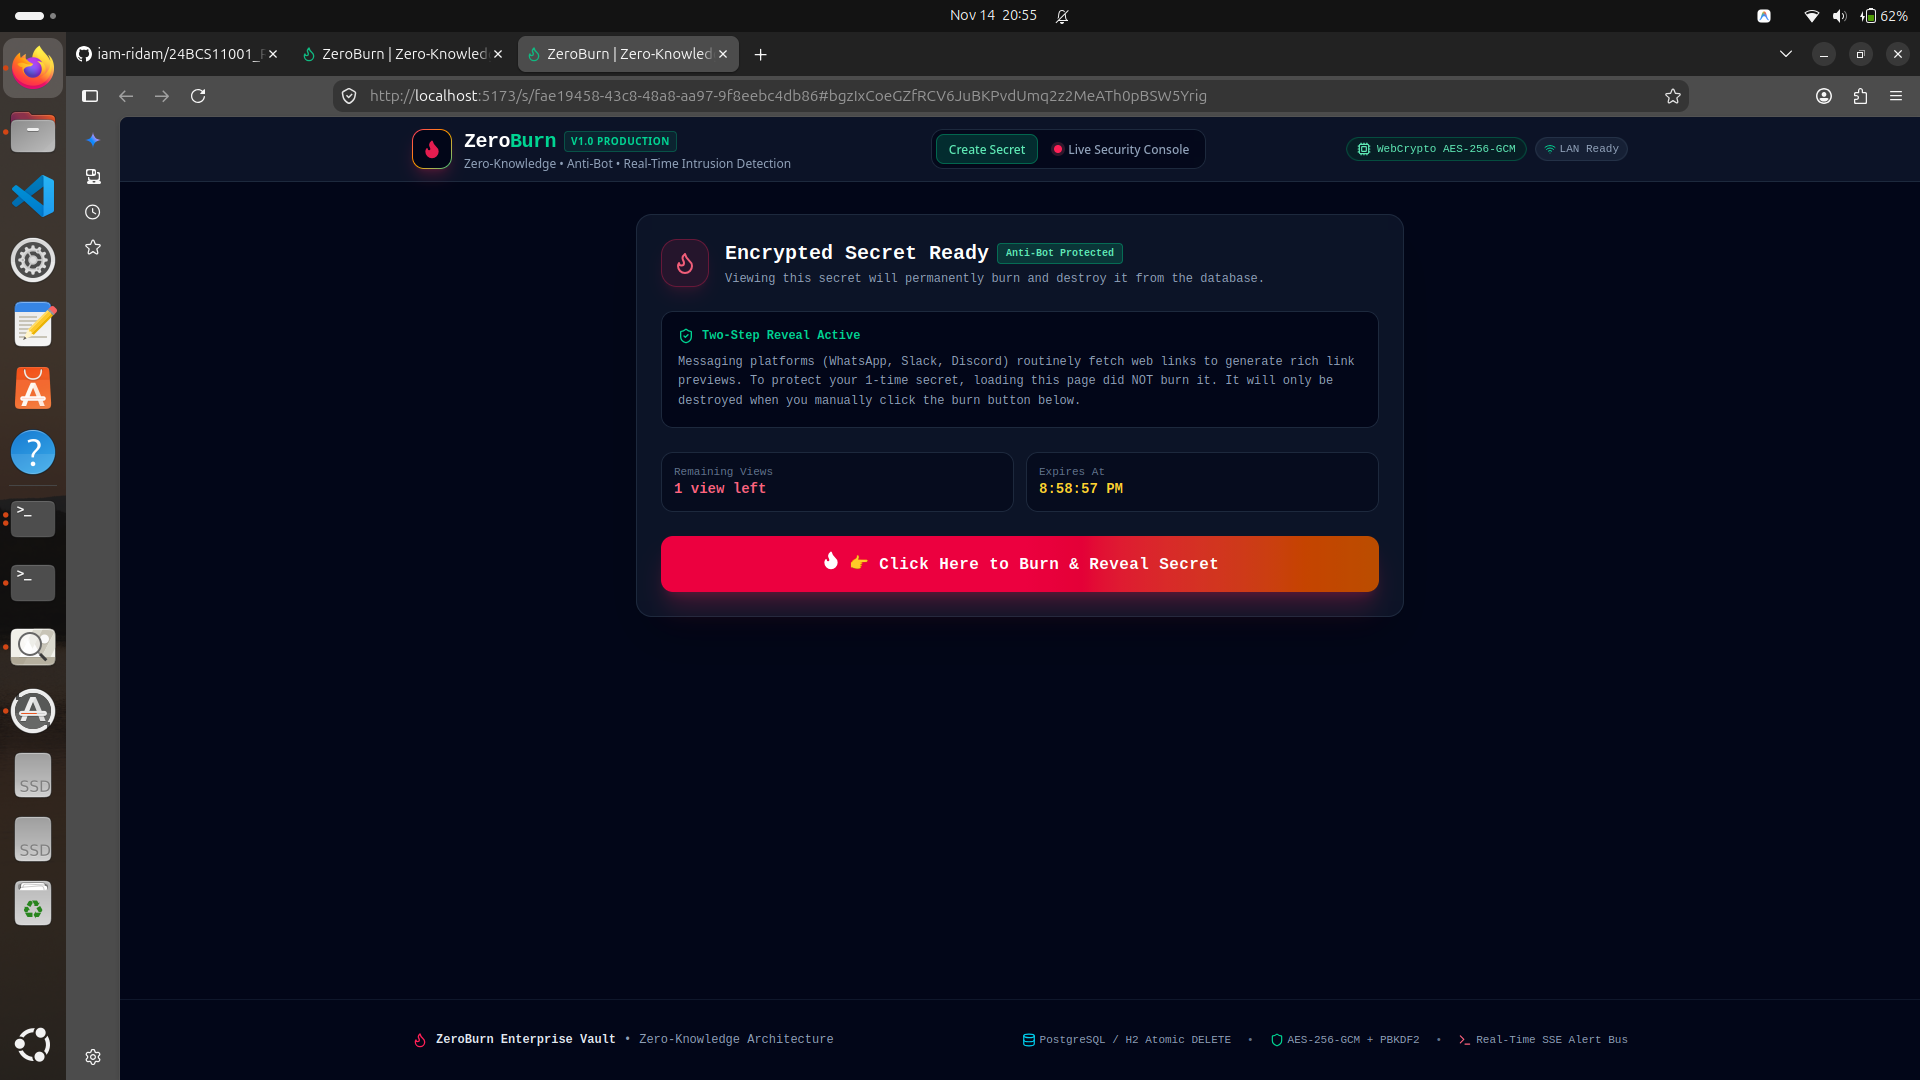 Nov 14 20:55
62%
iam-ridam/24BCS11001_
ZeroBurn | Zero-Knowled
ZeroBurn | Zero-Knowled
http://localhost:5173/s/fae19458-43c8-48a8-aa97-9f8eebc4db86#bgzIxCoeGZfRCV6JuBKPvdUmq2z2MeATh0pBSW5Yrig
ZeroBurn V1.0 PRODUCTION
Zero-Knowledge • Anti-Bot • Real-Time Intrusion Detection
Create Secret
Live Security Console
WebCrypto AES-256-GCM
LAN Ready
Encrypted Secret Ready Anti-Bot Protected
Viewing this secret will permanently burn and destroy it from the database.
Two-Step Reveal Active
Messaging platforms (WhatsApp, Slack, Discord) routinely fetch web links to generate rich link
previews. To protect your 1-time secret, loading this page did NOT burn it. It will only be
destroyed when you manually click the burn button below.
Remaining Views
1 view left
Expires At
8:58:57 PM
👉 Click Here to Burn & Reveal Secret
SSD
SSD
ZeroBurn Enterprise Vault • Zero-Knowledge Architecture
PostgreSQL / H2 Atomic DELETE • AES-256-GCM + PBKDF2 • Real-Time SSE Alert Bus